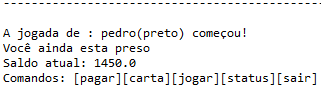 --------------------------------------------------
A jogada de : pedro(preto) começou!
Você ainda esta preso
Saldo atual: 1450.0
Comandos: [pagar][carta][jogar][status][sair]